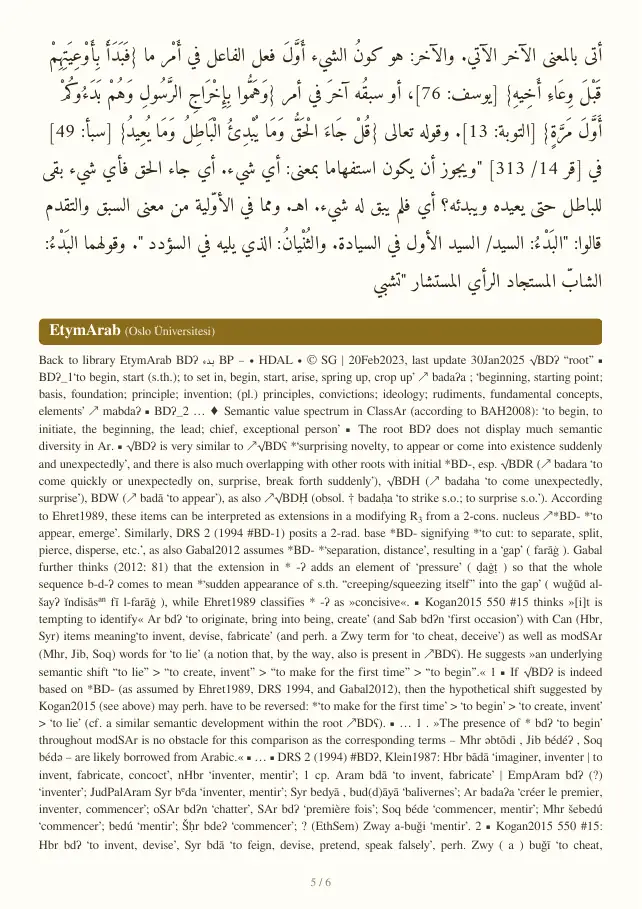 أتى بالمعنى الآخر الآتي. والآخر: هو كونُ الشيء أَوَّلَ فعل الفاعل في أَمْر ما {فَبَدَأَ بِأَوْعِيَتِهِمْ
قَبْلَ وِعَاءِ أَخِيهِ} [يوسف: 76]، أو سبقُه آخرَ في أمر {وَهَمُّوا بِإِخْرَاجِ الرَّسُولِ وَهُمْ بَدَءُوكُمْ
أَوَّلَ مَرَّةٍ} [التوبة: 13]. وقوله تعالى {قُلْ جَاءَ الْحَقُّ وَمَا يُبْدِئُ الْبَاطِلُ وَمَا يُعِيدُ} [سبأ: 49]
في [قر 14/ 313] "ويجوز أن يكون استفهاما بمعنى: أي شيء. أي جاء الحق فأي شيء بقى
للباطل حتى يعيده ويبدئه؟ أي فلم يبق له شيء. اهـ. ومما في الأوّلية من معنى السبق والتقدم
قالوا: "البَدْءُ: السيد/ السيد الأول في السيادة. والثُنْيانُ: الذي يليه في السؤدد ". وقولهما البَدْءُ:
الشابّ المستجاد الرأي المستشار "تشبي
EtymArab (Oslo Üniversitesi)
Back to library EtymArab BDʔ بدء BP – • HDAL • © SG | 20Feb2023, last update 30Jan2025 √BDʔ “root” ▪
BDʔ_1‘to begin, start (s.th.); to set in, begin, start, arise, spring up, crop up’ ↗badaʔa ; ‘beginning, starting point;
basis, foundation; principle; invention; (pl.) principles, convictions; ideology; rudiments, fundamental concepts,
elements’ ↗mabdaʔ ▪ BDʔ_2 … ♦ Semantic value spectrum in ClassAr (according to BAH2008): ‘to begin, to
initiate, the beginning, the lead; chief, exceptional person’ ▪ The root BDʔ does not display much semantic
diversity in Ar. ▪ √BDʔ is very similar to ↗√BDʕ *‘surprising novelty, to appear or come into existence suddenly
and unexpectedly’, and there is also much overlapping with other roots with initial *BD-, esp. √BDR (↗badara ‘to
come quickly or unexpectedly on, surprise, break forth suddenly’), √BDH (↗badaha ‘to come unexpectedly,
surprise’), BDW (↗badā ‘to appear’), as also ↗√BDḤ (obsol. † badaḥa ‘to strike s.o.; to surprise s.o.’). According
to Ehret1989, these items can be interpreted as extensions in a modifying R₃ from a 2-cons. nucleus ↗*BD- *‘to
appear, emerge’. Similarly, DRS 2 (1994 #BD-1) posits a 2-rad. base *BD- signifying *‘to cut: to separate, split,
pierce, disperse, etc.’, as also Gabal2012 assumes *BD- *‘separation, distance’, resulting in a ‘gap’ ( farāġ ). Gabal
further thinks (2012: 81) that the extension in * -ʔ adds an element of ‘pressure’ ( ḍaġṭ ) so that the whole
sequence b-d-ʔ comes to mean *‘sudden appearance of s.th. “creeping/squeezing itself” into the gap’ ( wuǧūd al-
šayʔ ĭndisāsᵃⁿ fī l-farāġ ), while Ehret1989 classifies * -ʔ as »concisive«. ▪ Kogan2015 550 #15 thinks »[i]t is
tempting to identify« Ar bdʔ ‘to originate, bring into being, create’ (and Sab bdʔn ‘first occasion’) with Can (Hbr,
Syr) items meaning‘to invent, devise, fabricate’ (and perh. a Zwy term for ‘to cheat, deceive’) as well as modSAr
(Mhr, Jib, Soq) words for ‘to lie’ (a notion that, by the way, also is present in ↗BDʕ). He suggests »an underlying
semantic shift “to lie” > “to create, invent” > “to make for the first time” > “to begin”.« 1 ▪ If √BDʔ is indeed
based on *BD- (as assumed by Ehret1989, DRS 1994, and Gabal2012), then the hypothetical shift suggested by
Kogan2015 (see above) may perh. have to be reversed: *‘to make for the first time’ > ‘to begin’ > ‘to create, invent’
> ‘to lie’ (cf. a similar semantic development within the root ↗BDʕ). ▪ … 1 . »The presence of * bdʔ ‘to begin’
throughout modSAr is no obstacle for this comparison as the corresponding terms – Mhr əbtōdi , Jib bédéʔ , Soq
bédə – are likely borrowed from Arabic.« ▪ … ▪ DRS 2 (1994) #BDʔ, Klein1987: Hbr bādā ‘imaginer, inventer | to
invent, fabricate, concoct’, nHbr ‘inventer, mentir’; 1 cp. Aram bdā ‘to invent, fabricate’ | EmpAram bdʔ (?)
‘inventer’; JudPalAram Syr bᵉda ‘inventer, mentir’; Syr bedyā , bud(d)āyā ‘balivernes’; Ar badaʔa ‘créer le premier,
inventer, commencer’; oSAr bdʔn ‘chatter’, SAr bdʔ ‘première fois’; Soq béde ‘commencer, mentir’; Mhr šebedú
‘commencer’; bedú ‘mentir’; Šḥr bdeʔ ‘commencer’; ? (EthSem) Zway a-buǧi ‘mentir’. 2 ▪ Kogan2015 550 #15:
Hbr bdʔ ‘to invent, devise’, Syr bdā ‘to feign, devise, pretend, speak falsely’, perh. Zwy ( a ) buǧī ‘to cheat,
5 / 6